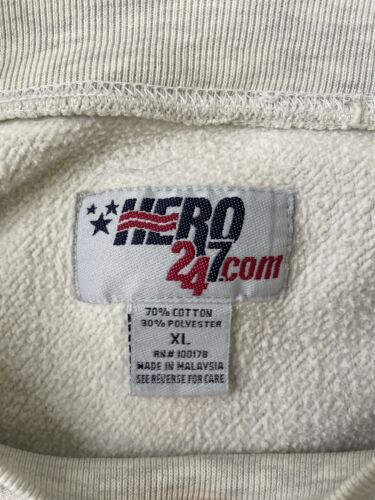 HERO
247.com
70% COTTON
30% POLYESTER
XL
RN# 100178
MADE IN MALAYSIA
SEE REVERSE FOR CARE